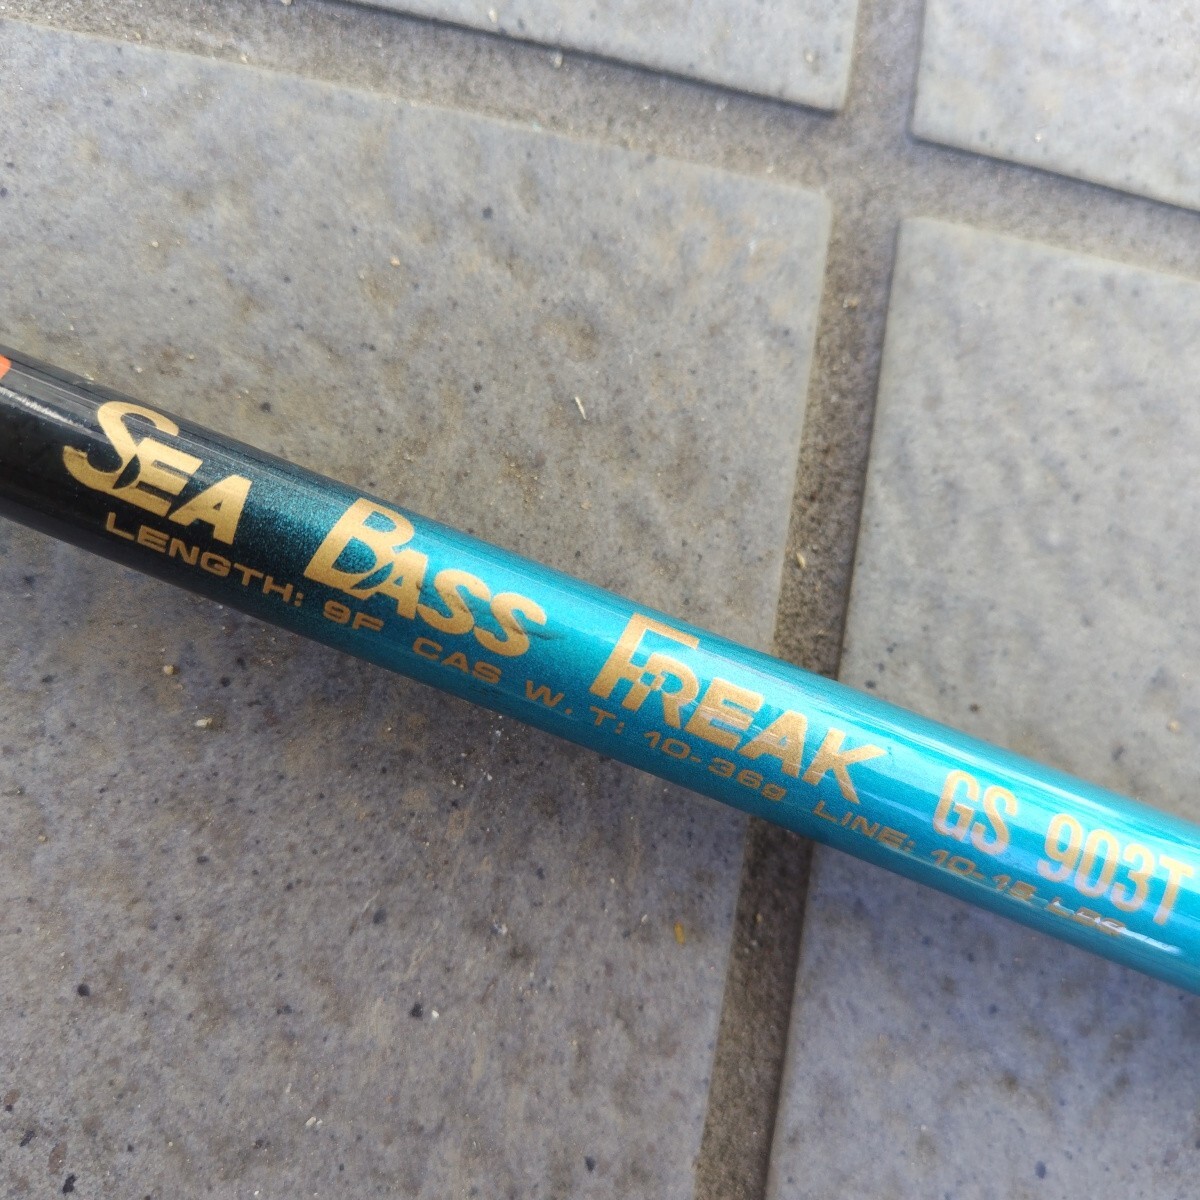 SEA BASS FREAK GS 903T
LENGTH: 9F CAS W.T: 10-36g LINE: 10-15 LBS